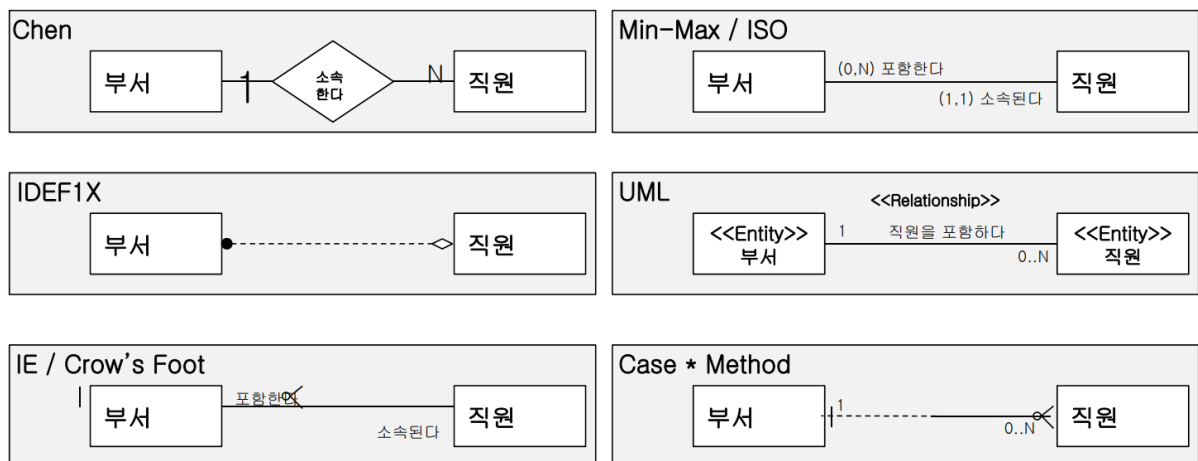 Chen
부서
1
소속
한다
N
직원
Min-Max / ISO
부서
(0,N) 포함한다
(1,1) 소속된다
직원
IDEF1X
부서
직원
UML
<<Relationship>>
<<Entity>>
부서
1
직원을 포함하다
0..N
<<Entity>>
직원
IE / Crow's Foot
부서
포함한다
소속된다
직원
Case * Method
부서
1
0..N
직원